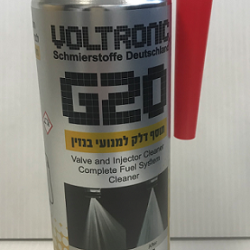 VOLTRONIC
Schmierstoffe Deutschland
G20
תוסף דלק למנועי בנזין
Valve and Injector Cleaner
Complete Fuel System
Cleaner